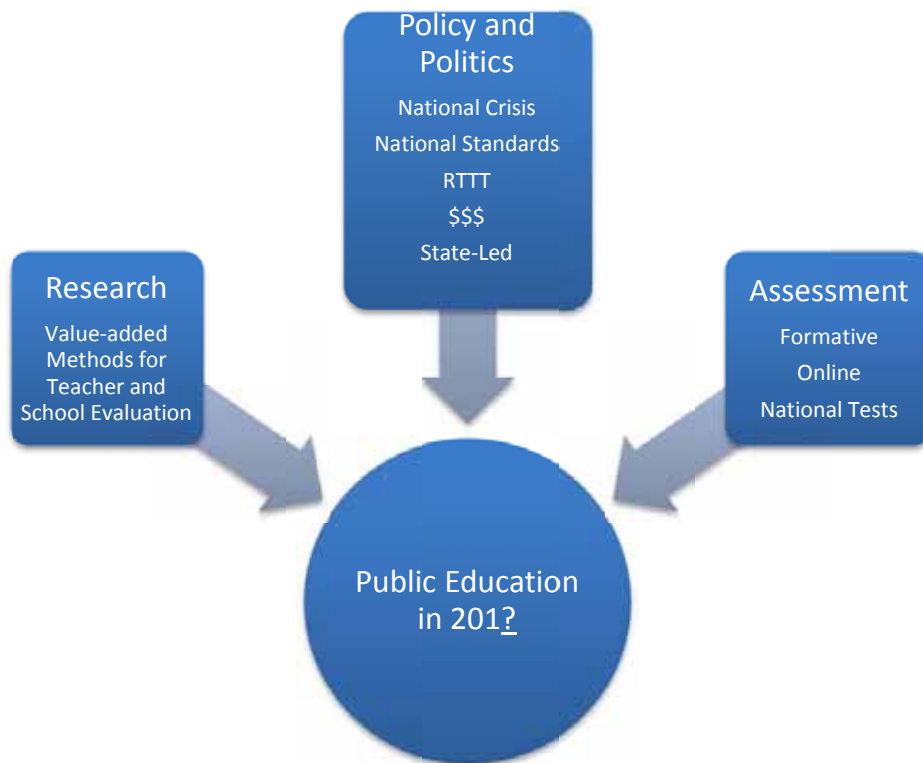 Policy and
Politics
National Crisis
National Standards
RTTT
$$$
State-Led
Research
Value-added
Methods for
Teacher and
School Evaluation
Assessment
Formative
Online
National Tests
Public Education
in 201?